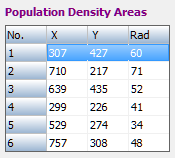 Population Density Areas
No. X Y Rad
1 307 427 60
2 710 217 71
3 639 435 52
4 299 226 41
5 529 274 34
6 757 308 48